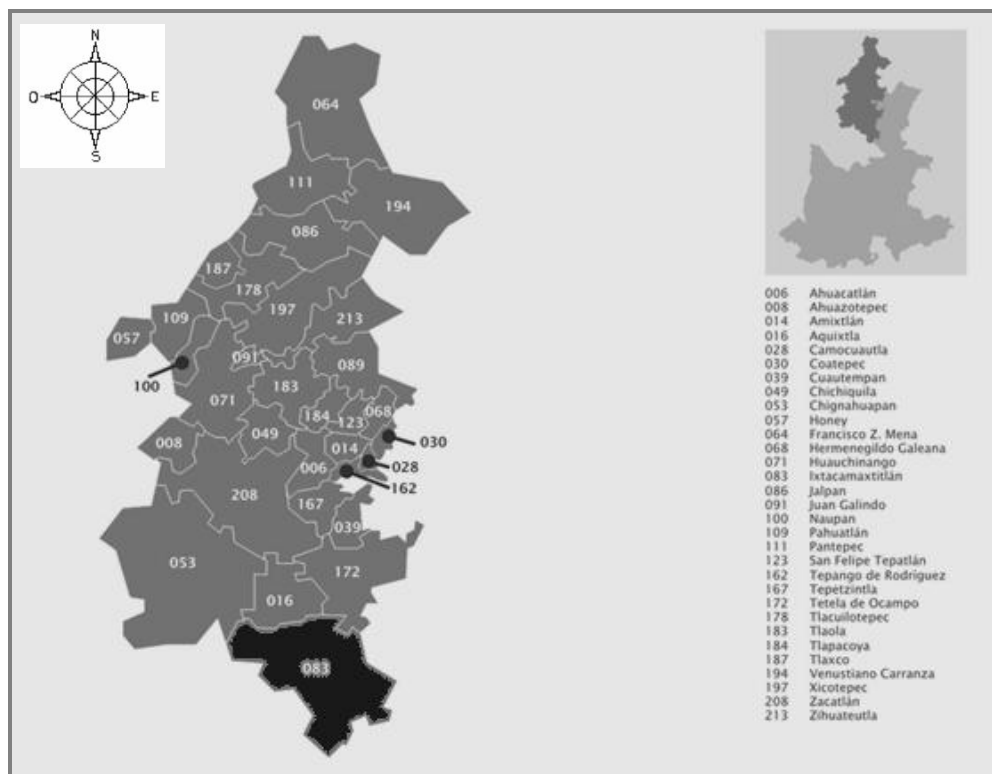 N
O
E
S
064
111
194
086
187
178
197
109
213
057
091
089
100
183
071
068
184
123
049
008
014
030
006
028
162
208
167
039
053
172
016
083
006 Ahuacatlán
008 Ahuazotepec
014 Amixtlán
016 Aquixtla
028 Camocuautla
030 Coatepec
039 Cuautempan
049 Chichiquila
053 Chignahuapan
057 Honey
064 Francisco Z. Mena
068 Hermenegildo Galeana
071 Huauchinango
083 Ixtacamaxtitlán
086 Jalpan
091 Juan Galindo
100 Naupan
109 Pahuatlán
111 Pantepec
123 San Felipe Tepatlán
162 Tepango de Rodríguez
167 Tepetzintla
172 Tetela de Ocampo
178 Tlacuilotepec
183 Tlaola
184 Tlapacoya
187 Tlaxco
194 Venustiano Carranza
197 Xicotepec
208 Zacatlán
213 Zihuateutla